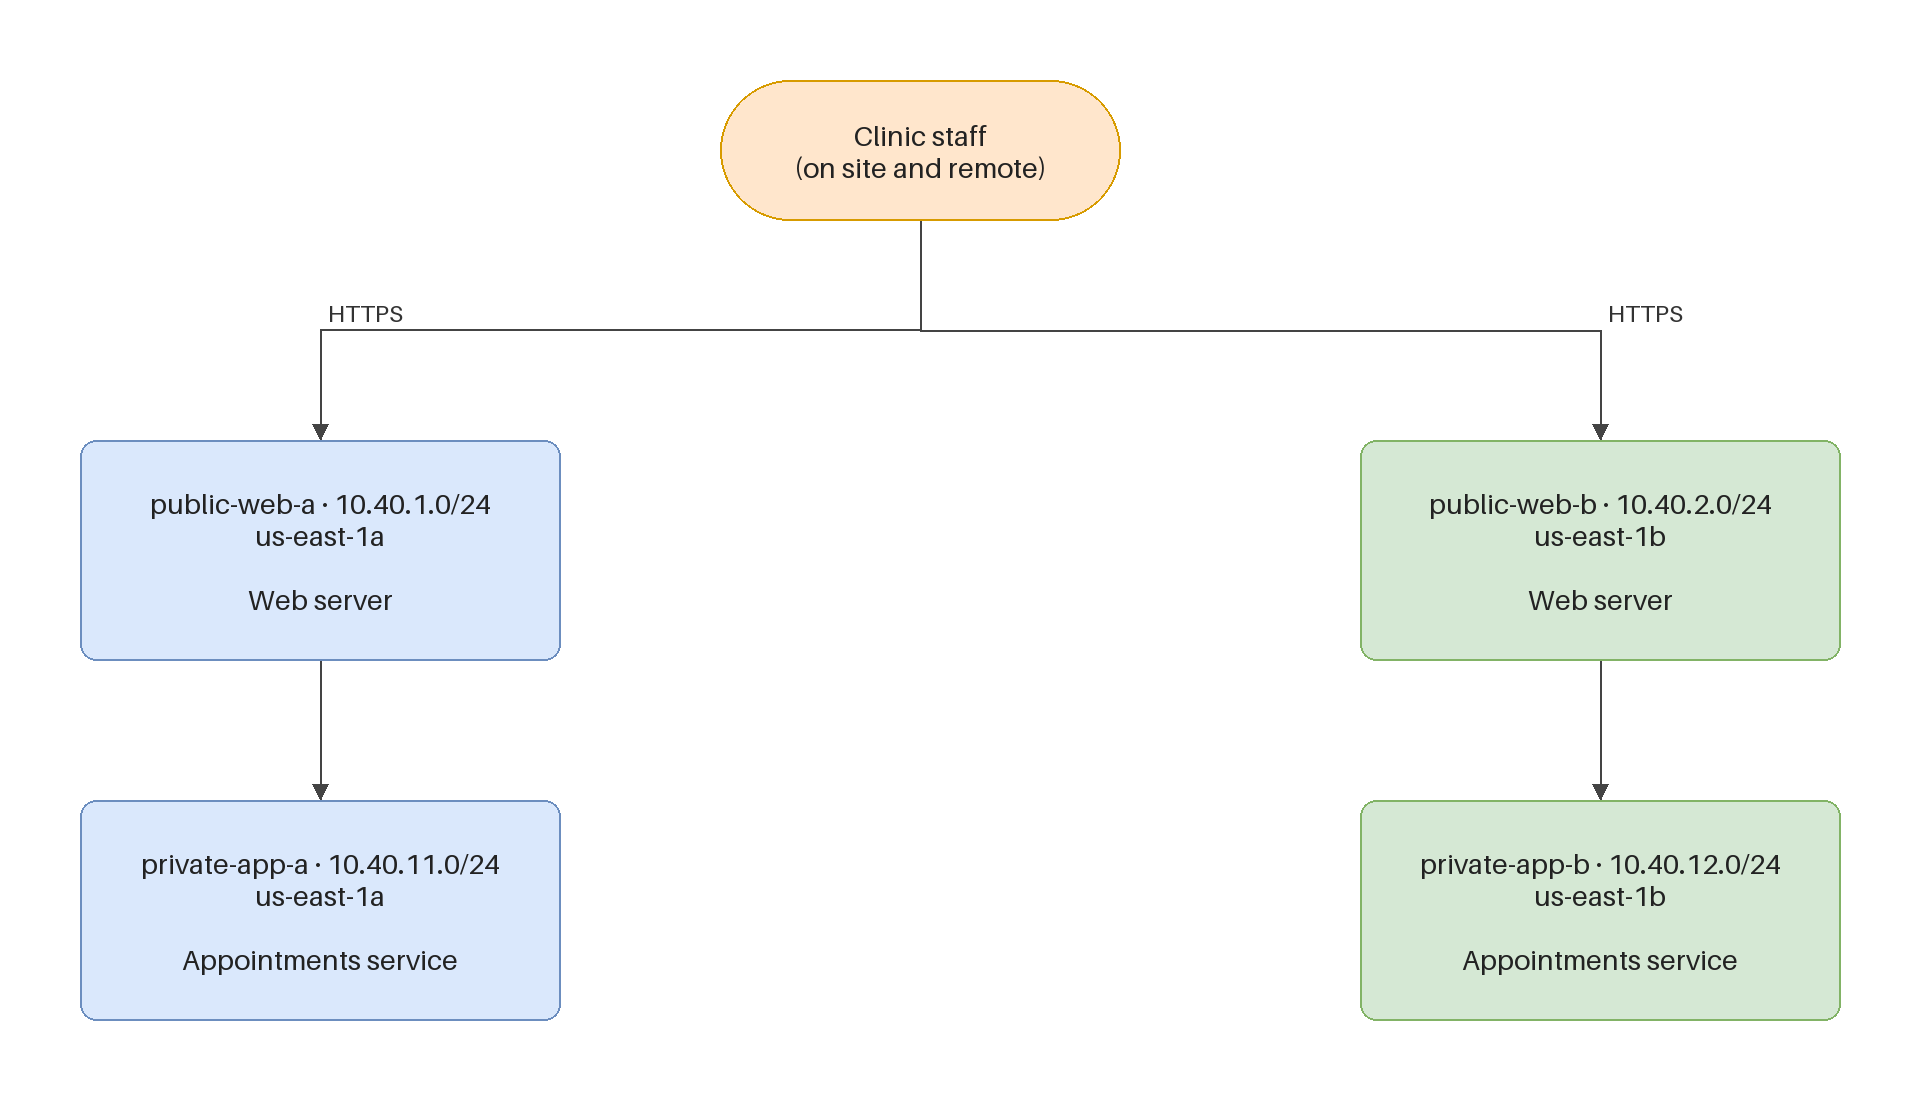 Clinic staff
(on site and remote)
HTTPS
HTTPS
public-web-a · 10.40.1.0/24
us-east-1a
Web server
public-web-b · 10.40.2.0/24
us-east-1b
Web server
private-app-a · 10.40.11.0/24
us-east-1a
Appointments service
private-app-b · 10.40.12.0/24
us-east-1b
Appointments service